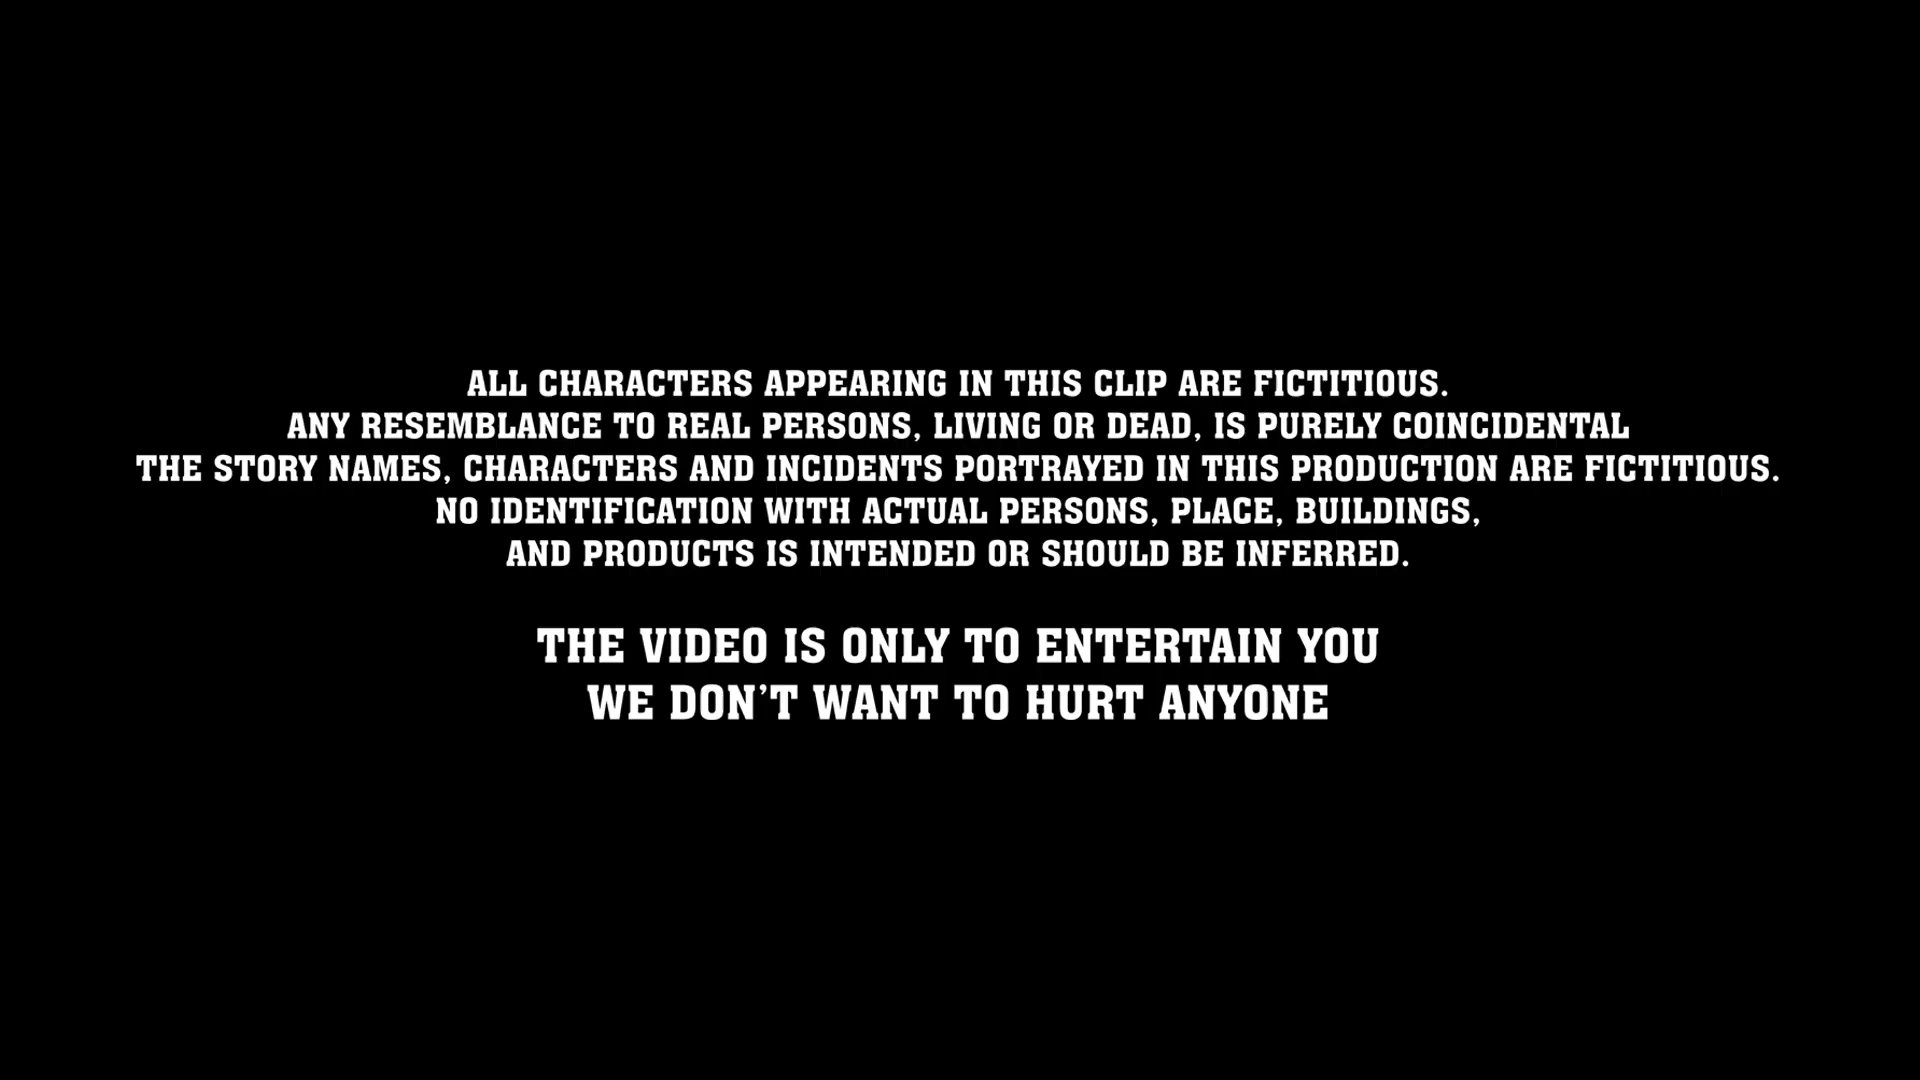 ALL CHARACTERS APPEARING IN THIS CLIP ARE FICTITIOUS.
ANY RESEMBLANCE TO REAL PERSONS, LIVING OR DEAD, IS PURELY COINCIDENTAL
THE STORY NAMES, CHARACTERS AND INCIDENTS PORTRAYED IN THIS PRODUCTION ARE FICTITIOUS.
NO IDENTIFICATION WITH ACTUAL PERSONS, PLACE, BUILDINGS,
AND PRODUCTS IS INTENDED OR SHOULD BE INFERRED.
THE VIDEO IS ONLY TO ENTERTAIN YOU
WE DON’T WANT TO HURT ANYONE